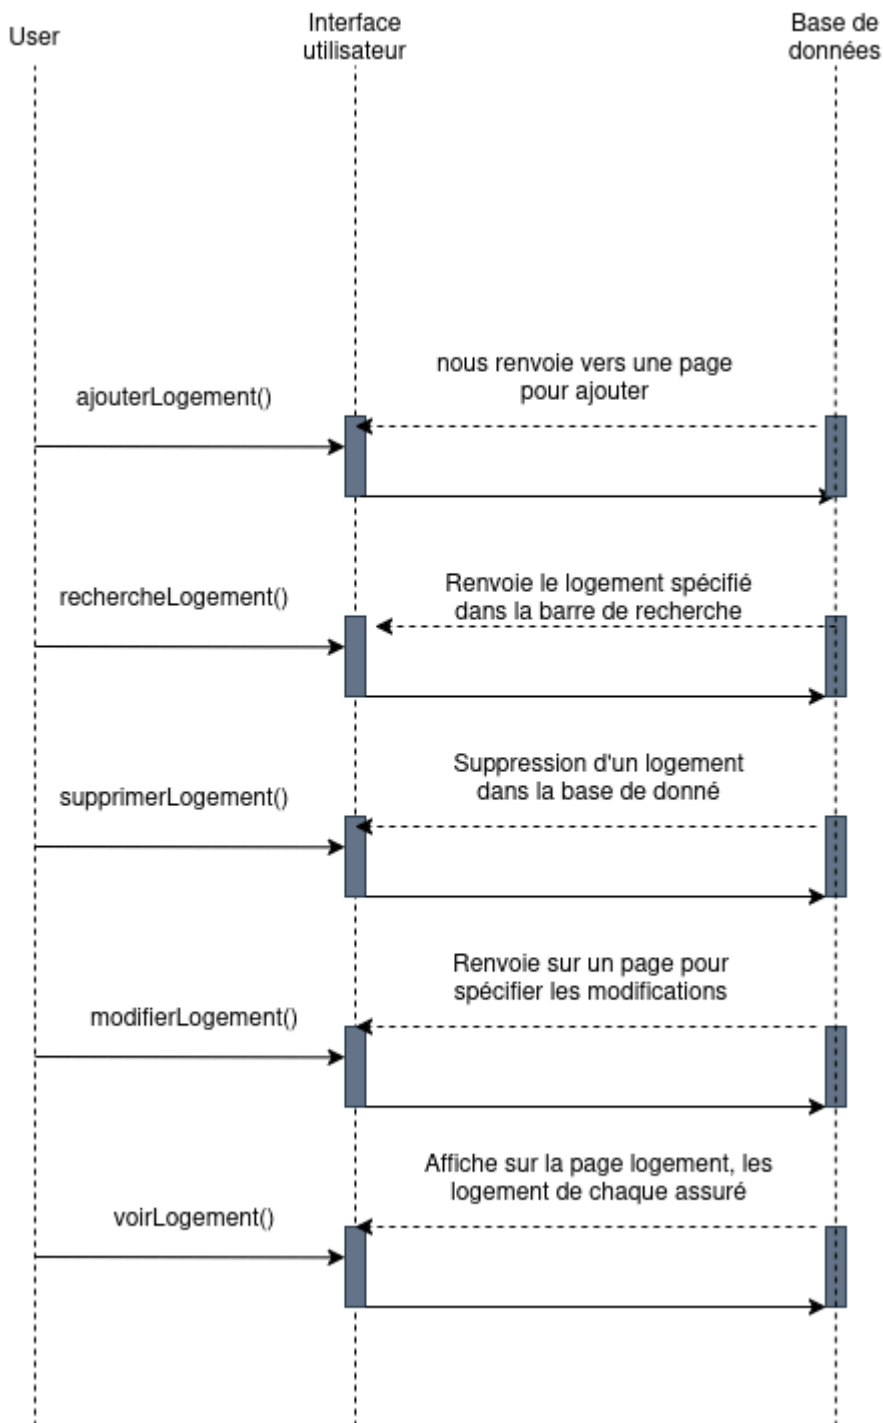 User
Interface
utilisateur
Base de
données
nous renvoie vers une page
pour ajouter
ajouterLogement()
Renvoie le logement spécifié
dans la barre de recherche
rechercheLogement()
Suppression d'un logement
dans la base de donné
supprimerLogement()
Renvoie sur un page pour
spécifier les modifications
modifierLogement()
Affiche sur la page logement, les
logement de chaque assuré
voirLogement()